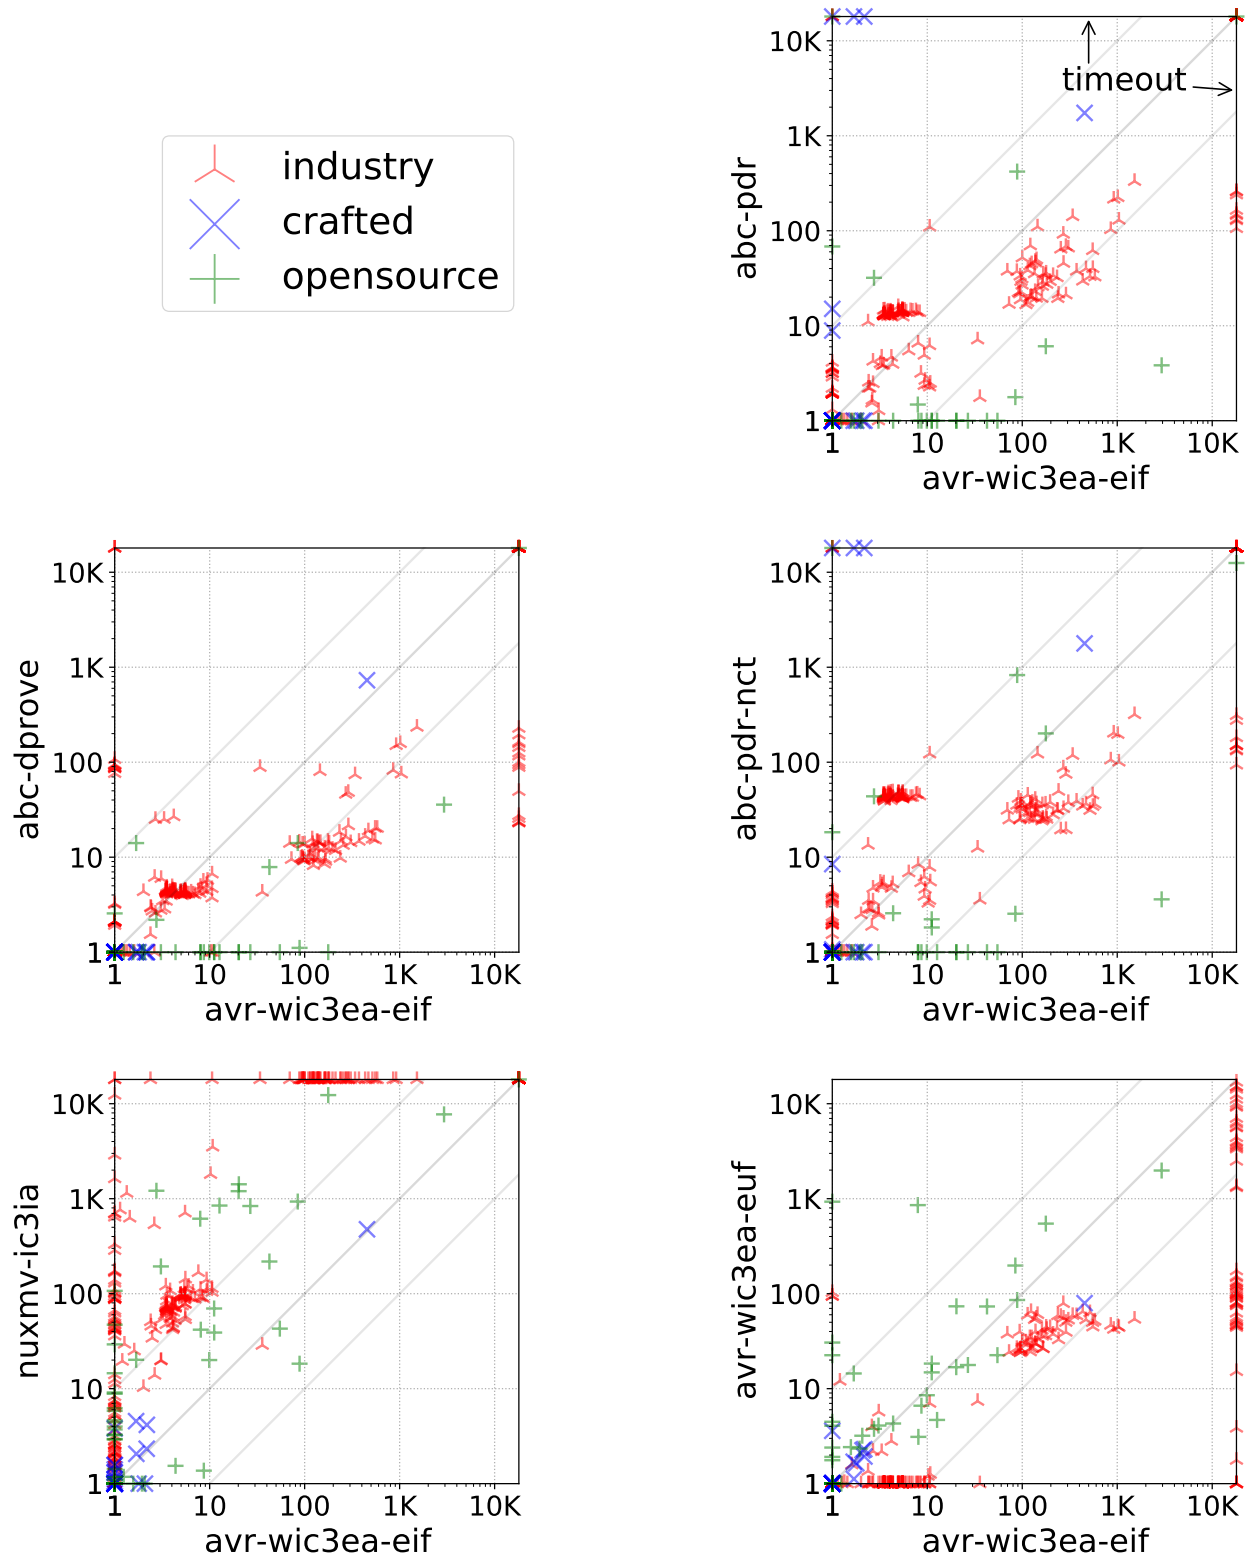 industry
crafted
opensource
10K
1K
100
10
1
abc-pdr
timeout
1
10
100
1K
10K
avr-wic3ea-eif
10K
1K
100
10
1
abc-dprove
1
10
100
1K
10K
avr-wic3ea-eif
10K
1K
100
10
1
abc-pdr-nct
1
10
100
1K
10K
avr-wic3ea-eif
10K
1K
100
10
1
nuxmv-ic3ia
1
10
100
1K
10K
avr-wic3ea-eif
10K
1K
100
10
1
avr-wic3ea-euf
1
10
100
1K
10K
avr-wic3ea-eif